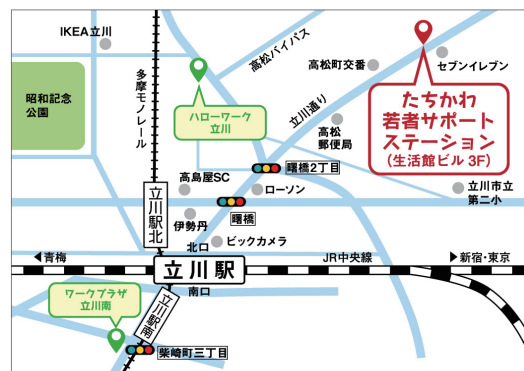 IKEA立川
昭和記念
公園
多摩モノレール
ハローワーク
立川
高松バイパス
高松町交番
セブンイレブン
たちかわ
若者サポート
ステーション
(生活館ビル 3F)
立川通り
高松
郵便局
曙橋2丁目
高島屋SC
ローソン
立川市立
第二小
伊勢丹
曙橋
立川駅北
北口
ビックカメラ
青梅
立川駅
JR中央線
新宿・東京
南口
ワークプラザ
立川南
立川駅南
柴崎町三丁目